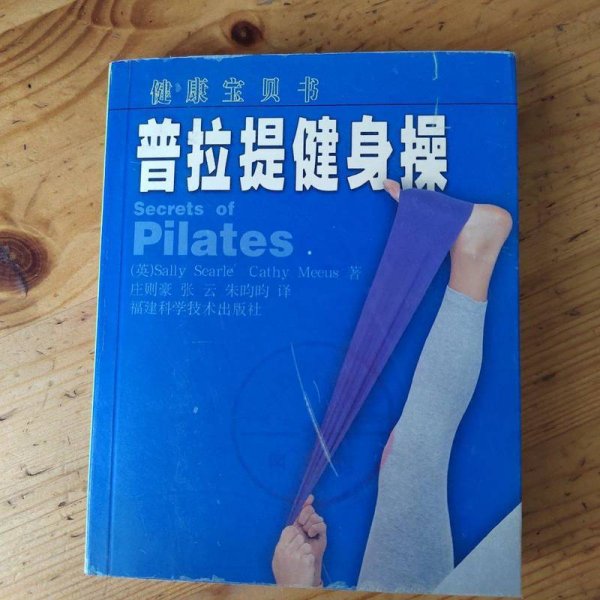 健康宝贝书
普拉提健身操
Secrets of
Pilates
(英)Sally Searle' Cathy Meeus 著
庄则豪 张云 朱昀昀 译
福建科学技术出版社